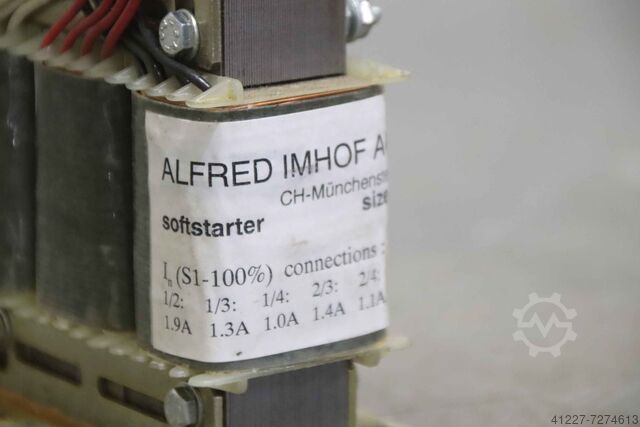 ALFRED IMHOF A
CH-Münchenste
size
softstarter
In (S1-100%) connections :
1/2: 1/3: 1/4: 2/3: 2/4:
1.9A 1.3A 1.0A 1.4A 1.1A
41227-7274613